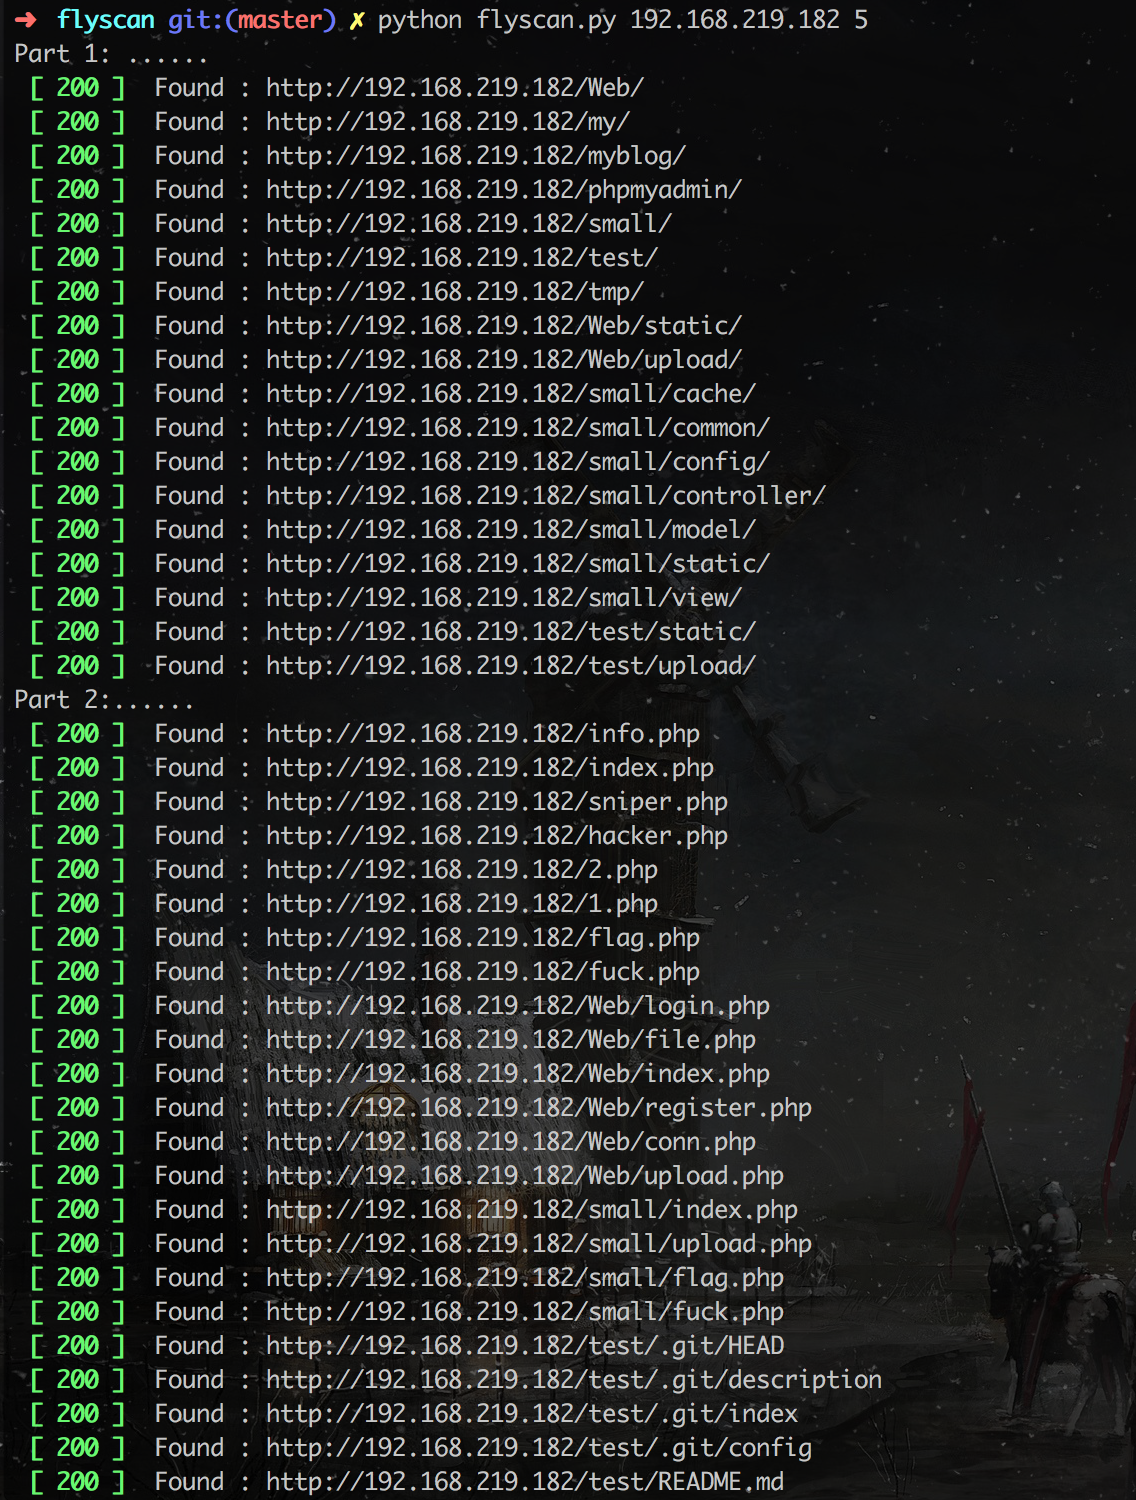 ➜ flyscan git:(master) ✗ python flyscan.py 192.168.219.182 5
Part 1: ......
[ 200 ] Found : http://192.168.219.182/Web/
[ 200 ] Found : http://192.168.219.182/my/
[ 200 ] Found : http://192.168.219.182/myblog/
[ 200 ] Found : http://192.168.219.182/phpmyadmin/
[ 200 ] Found : http://192.168.219.182/small/
[ 200 ] Found : http://192.168.219.182/test/
[ 200 ] Found : http://192.168.219.182/tmp/
[ 200 ] Found : http://192.168.219.182/Web/static/
[ 200 ] Found : http://192.168.219.182/Web/upload/
[ 200 ] Found : http://192.168.219.182/small/cache/
[ 200 ] Found : http://192.168.219.182/small/common/
[ 200 ] Found : http://192.168.219.182/small/config/
[ 200 ] Found : http://192.168.219.182/small/controller/
[ 200 ] Found : http://192.168.219.182/small/model/
[ 200 ] Found : http://192.168.219.182/small/static/
[ 200 ] Found : http://192.168.219.182/small/view/
[ 200 ] Found : http://192.168.219.182/test/static/
[ 200 ] Found : http://192.168.219.182/test/upload/
Part 2:......
[ 200 ] Found : http://192.168.219.182/info.php
[ 200 ] Found : http://192.168.219.182/index.php
[ 200 ] Found : http://192.168.219.182/sniper.php
[ 200 ] Found : http://192.168.219.182/hacker.php
[ 200 ] Found : http://192.168.219.182/2.php
[ 200 ] Found : http://192.168.219.182/1.php
[ 200 ] Found : http://192.168.219.182/flag.php
[ 200 ] Found : http://192.168.219.182/fuck.php
[ 200 ] Found : http://192.168.219.182/Web/login.php
[ 200 ] Found : http://192.168.219.182/Web/file.php
[ 200 ] Found : http://192.168.219.182/Web/index.php
[ 200 ] Found : http://192.168.219.182/Web/register.php
[ 200 ] Found : http://192.168.219.182/Web/conn.php
[ 200 ] Found : http://192.168.219.182/Web/upload.php
[ 200 ] Found : http://192.168.219.182/small/index.php
[ 200 ] Found : http://192.168.219.182/small/upload.php
[ 200 ] Found : http://192.168.219.182/small/flag.php
[ 200 ] Found : http://192.168.219.182/small/fuck.php
[ 200 ] Found : http://192.168.219.182/test/.git/HEAD
[ 200 ] Found : http://192.168.219.182/test/.git/description
[ 200 ] Found : http://192.168.219.182/test/.git/index
[ 200 ] Found : http://192.168.219.182/test/.git/config
[ 200 ] Found : http://192.168.219.182/test/README.md